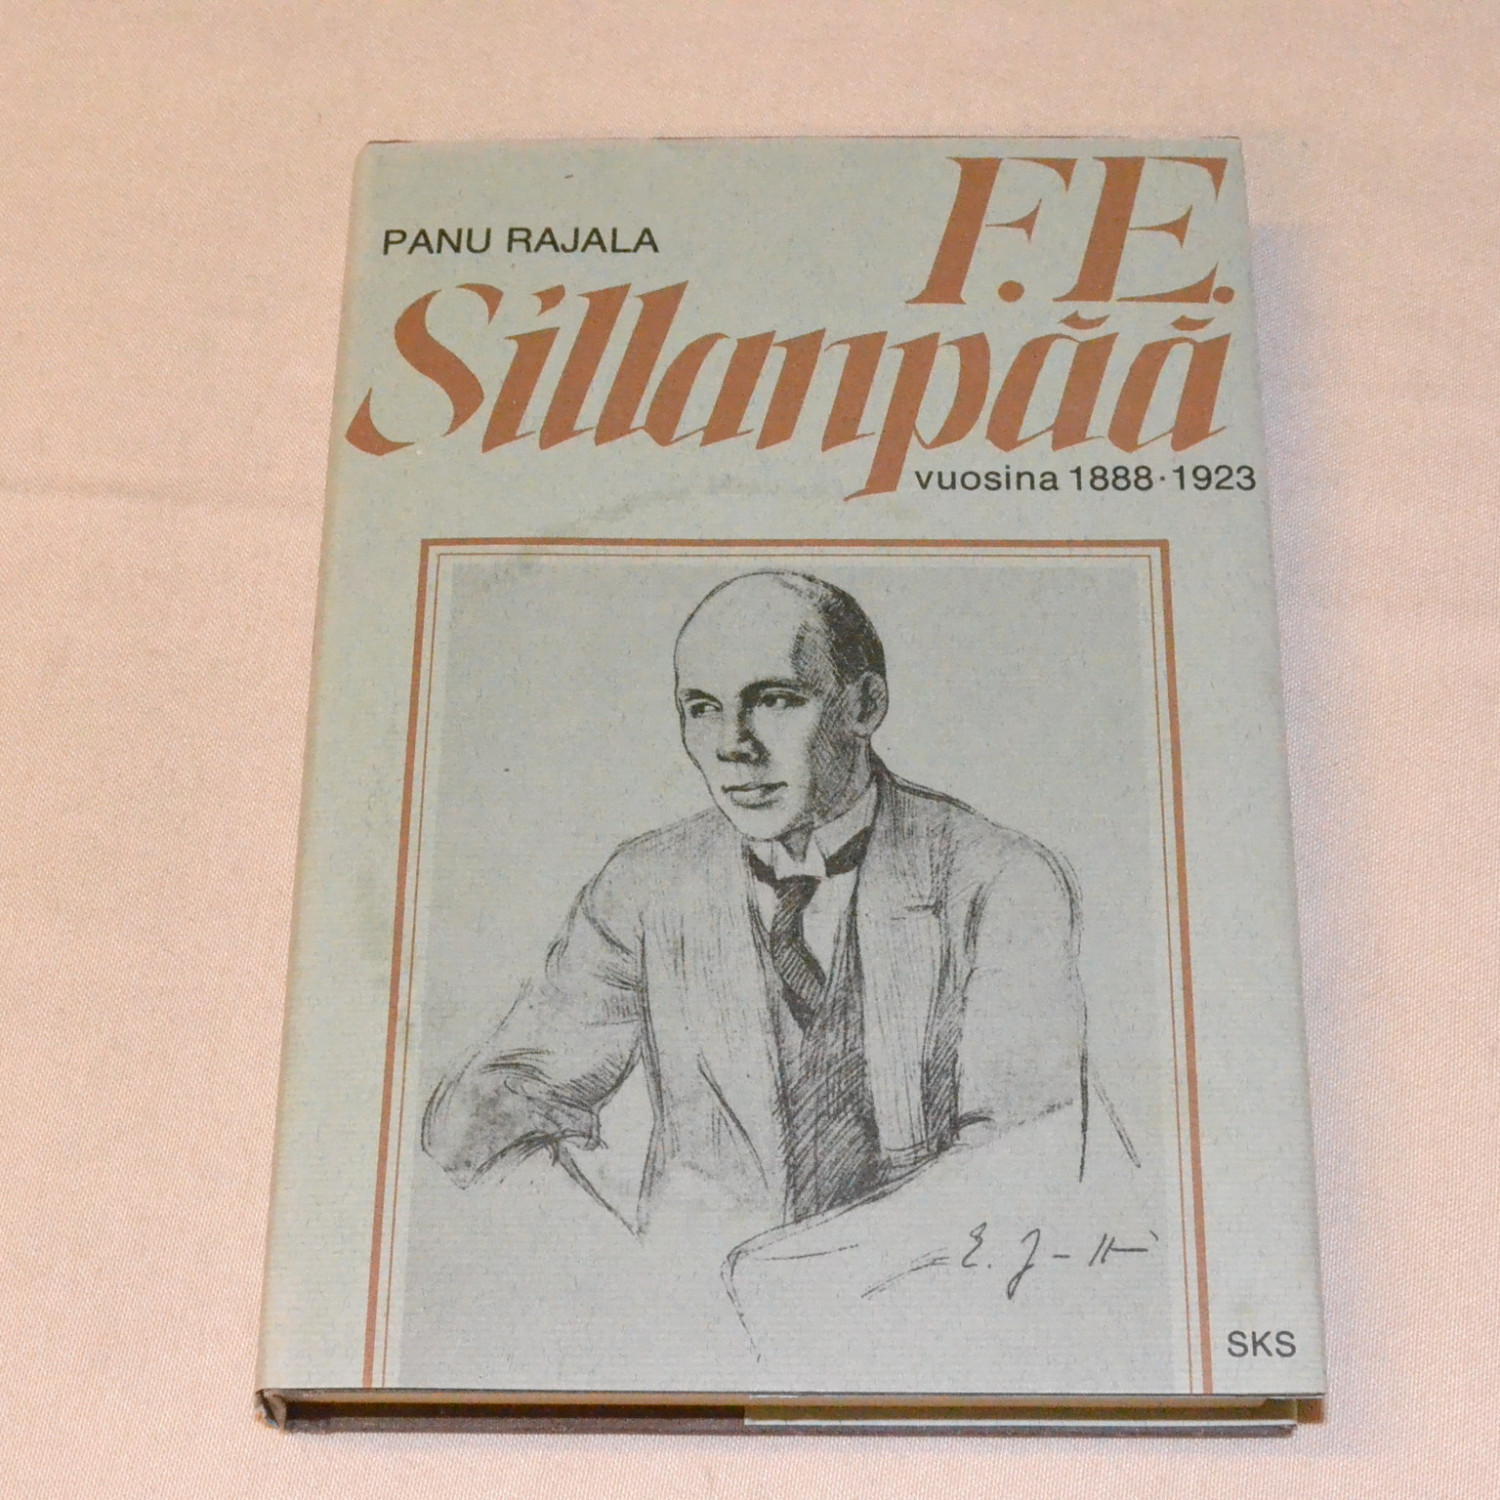 F.E.
PANU RAJALA
Sillanpää
vuosina 1888·1923
SKS